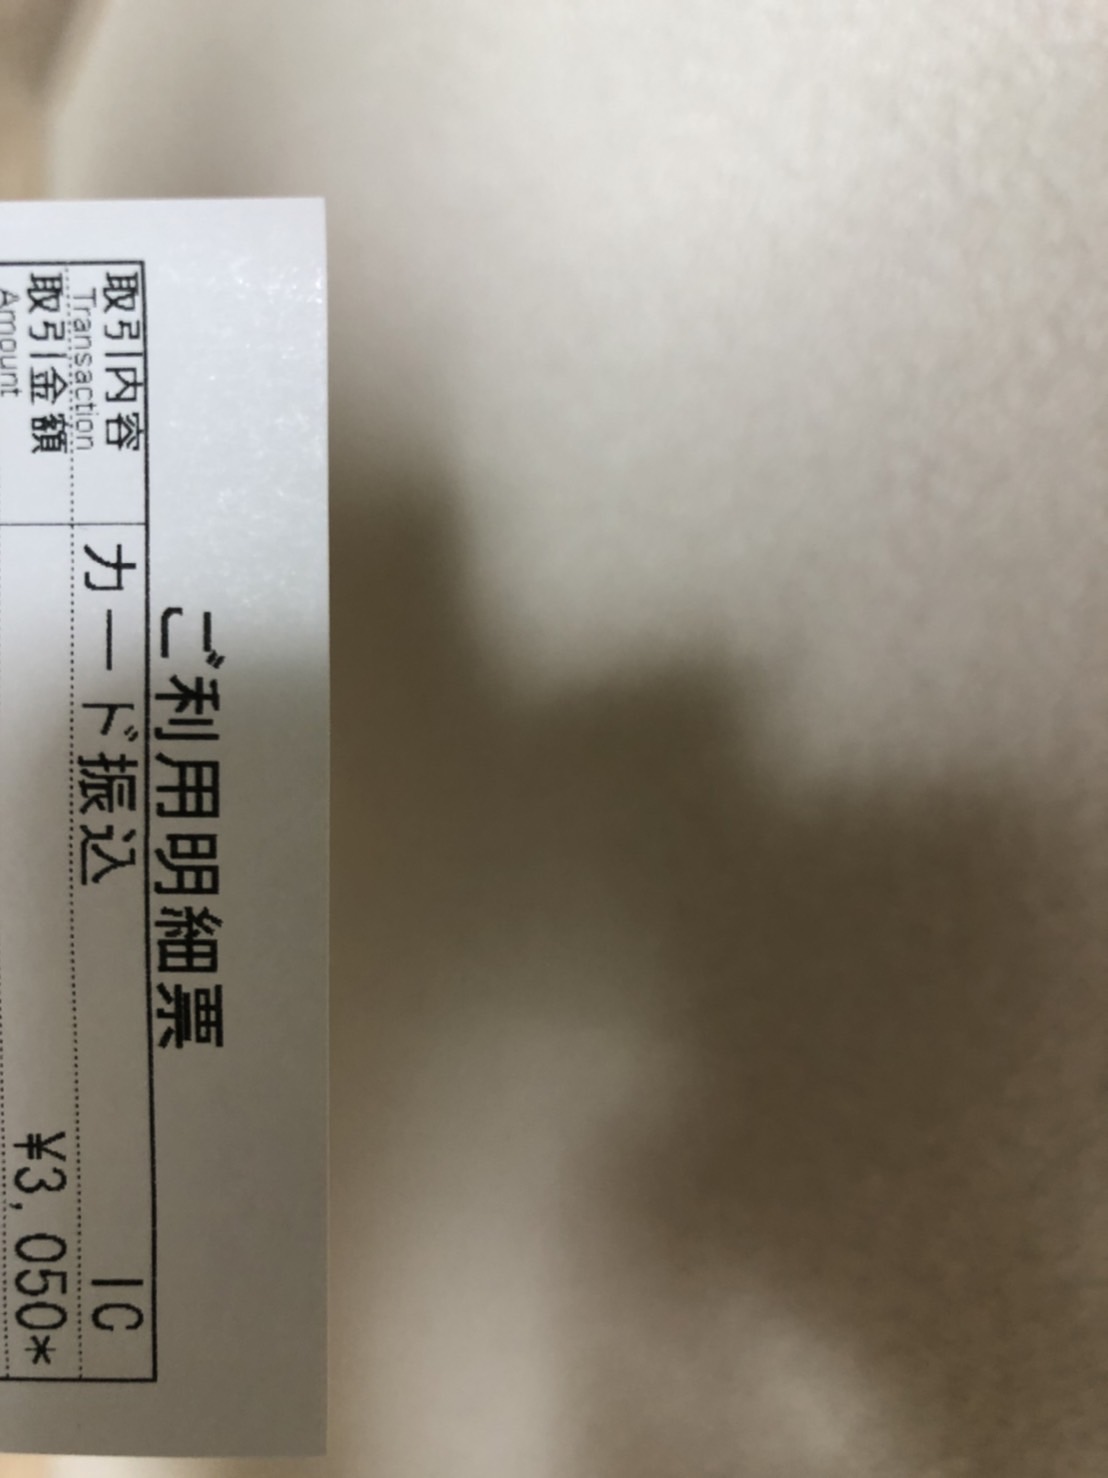 ご利用明細票
取引内容 カード振込 IC
Transaction
取引金額 ¥3,050*
Amount